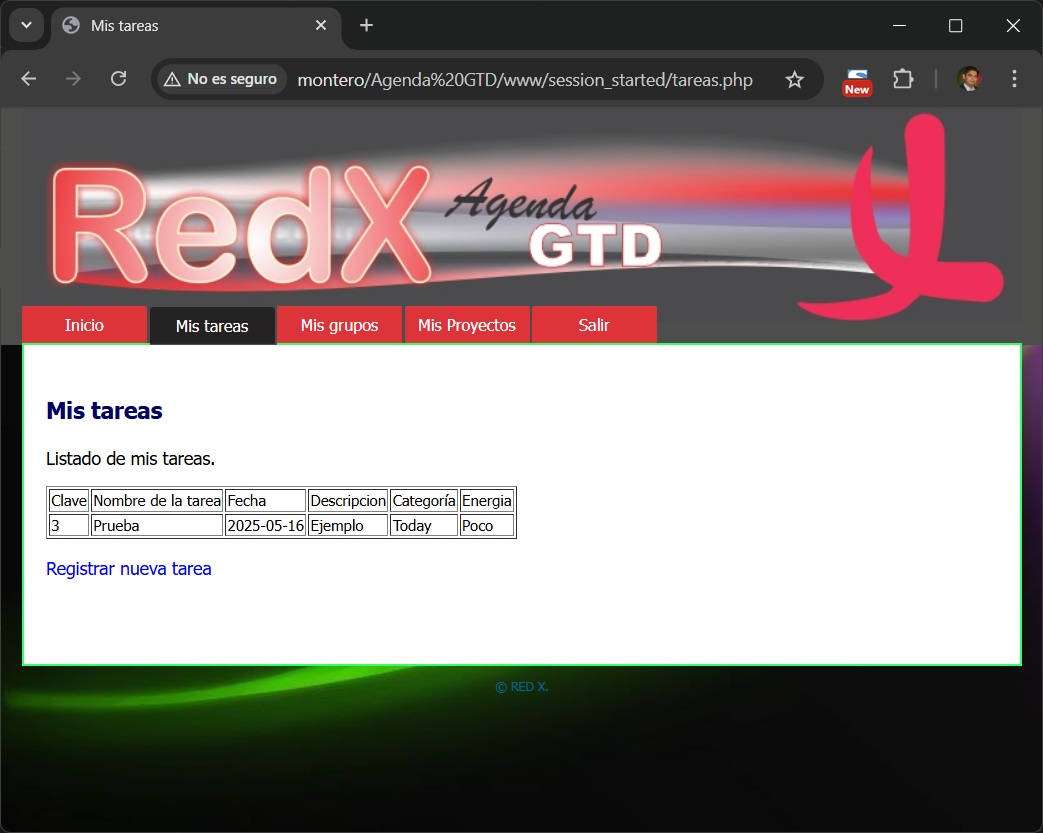 Mis tareas
No es seguro montero/Agenda%20GTD/www/session_started/tareas.php New
RedX Agenda GTD
Inicio Mis tareas Mis grupos Mis Proyectos Salir
Mis tareas
Listado de mis tareas.
Clave Nombre de la tarea Fecha Descripcion Categoría Energia
3 Prueba 2025-05-16 Ejemplo Today Poco
Registrar nueva tarea
© RED X.